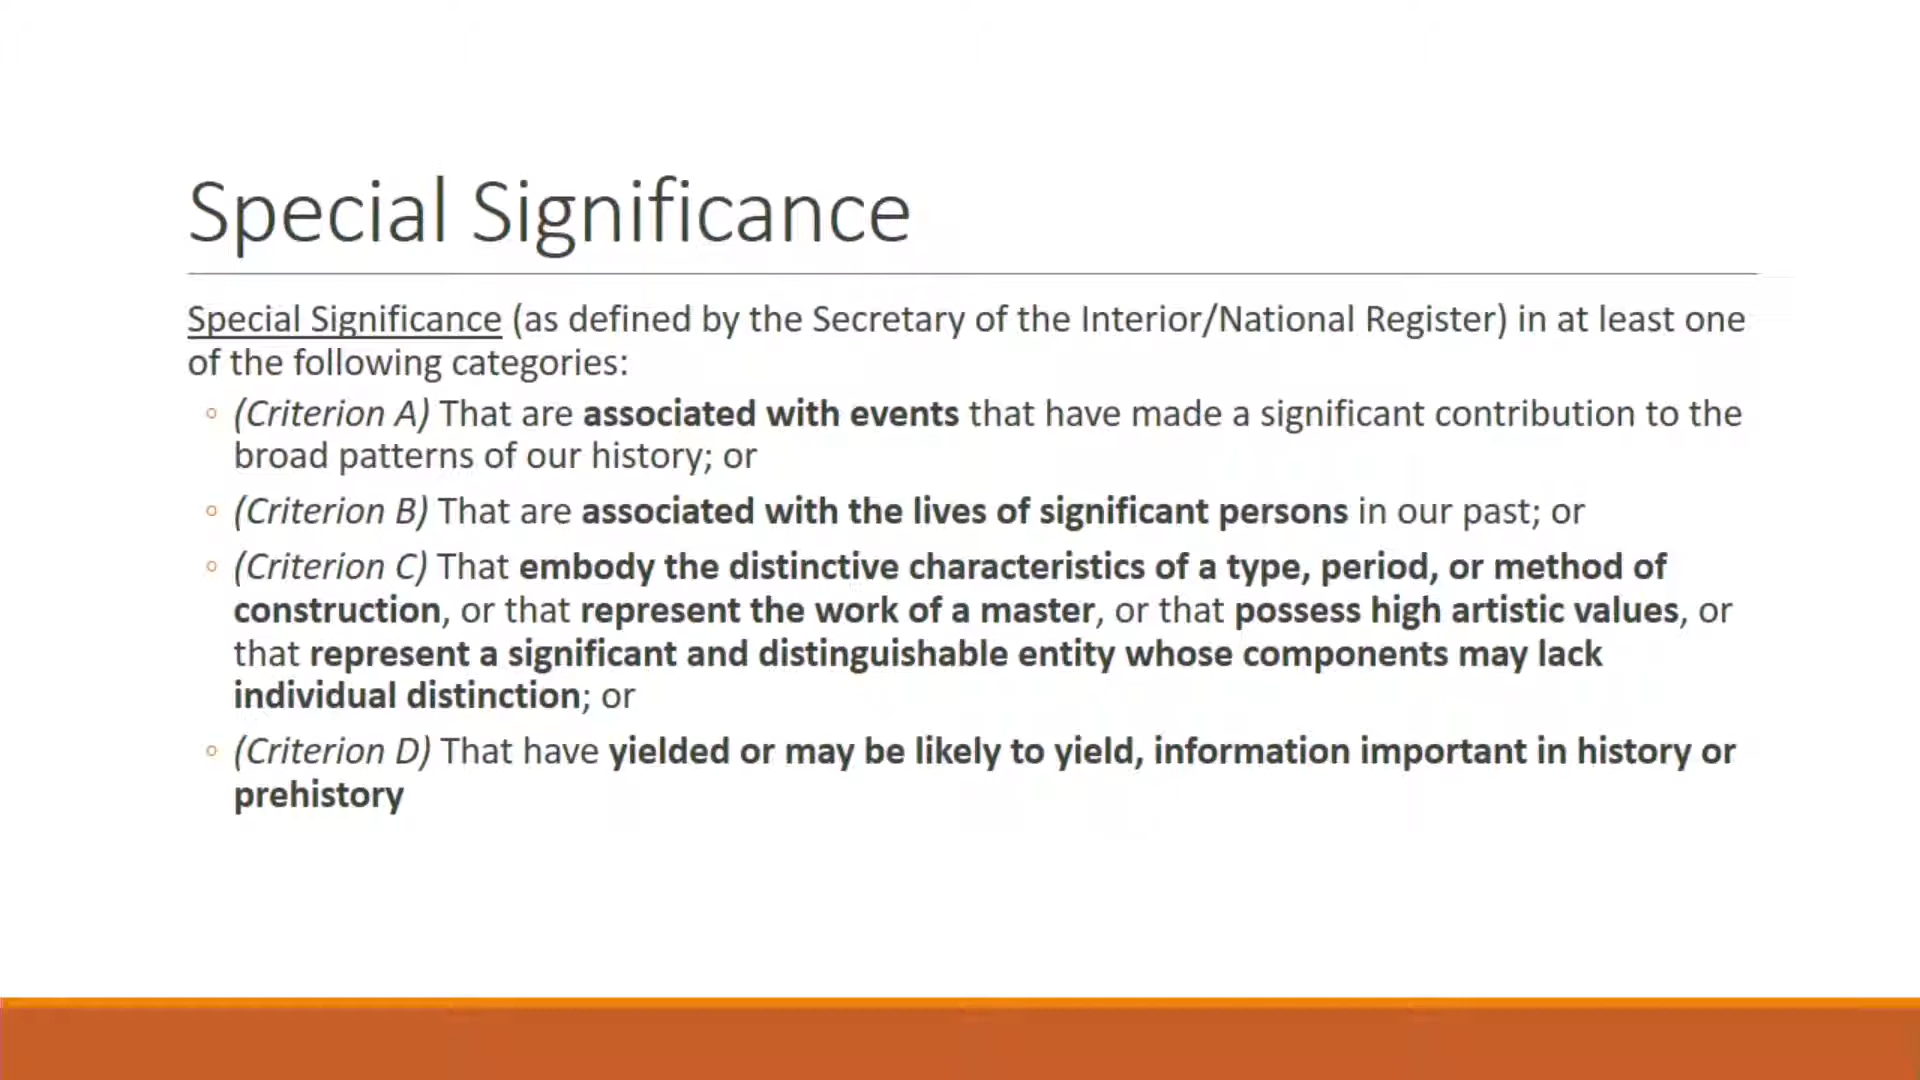 Special Significance
Special Significance (as defined by the Secretary of the Interior/National Register) in at least one
of the following categories:
◦ (Criterion A) That are associated with events that have made a significant contribution to the
broad patterns of our history; or
◦ (Criterion B) That are associated with the lives of significant persons in our past; or
◦ (Criterion C) That embody the distinctive characteristics of a type, period, or method of
construction, or that represent the work of a master, or that possess high artistic values, or
that represent a significant and distinguishable entity whose components may lack
individual distinction; or
◦ (Criterion D) That have yielded or may be likely to yield, information important in history or
prehistory